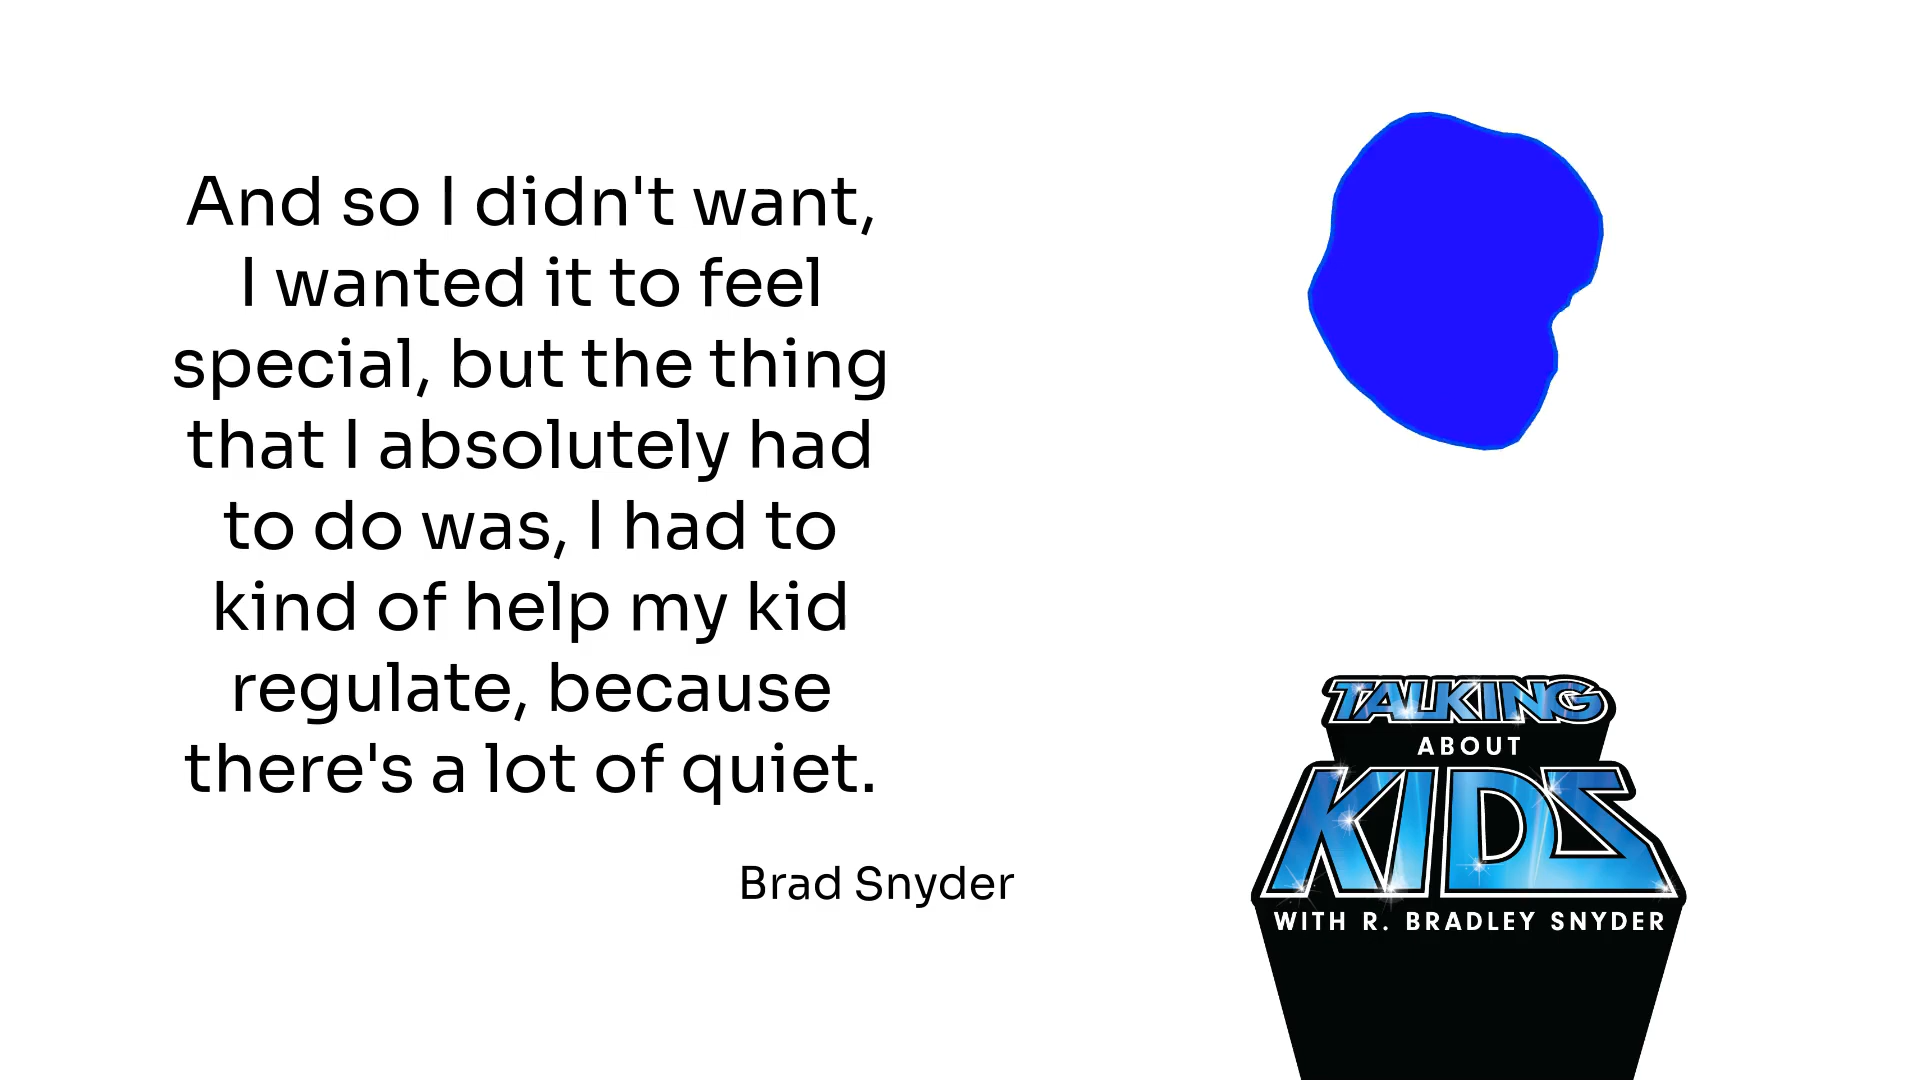 And so I didn't want,
I wanted it to feel
special, but the thing
that I absolutely had
to do was, I had to
kind of help my kid
regulate, because
there's a lot of quiet.
Brad Snyder
TALKING
ABOUT
KIDS
WITH R. BRADLEY SNYDER